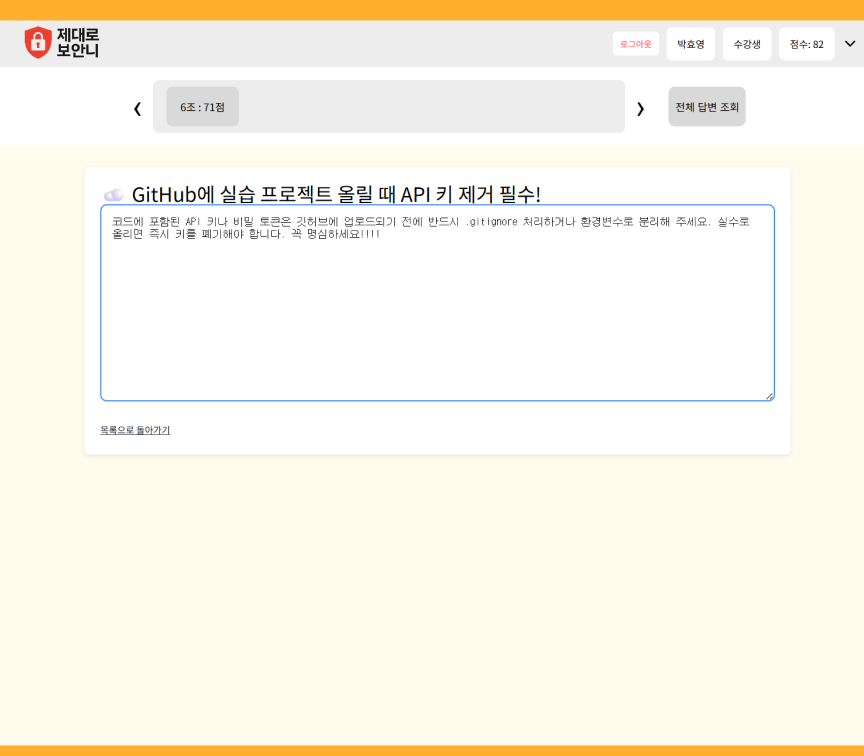 제대로
보안니
로그아웃
박효영
수강생
점수: 82
❮
6조 : 71점
❯
전체 답변 조회
GitHub에 실습 프로젝트 올릴 때 API 키 제거 필수!
코드에 포함된 API 키나 비밀 토큰은 깃허브에 업로드되기 전에 반드시 .gitignore 처리하거나 환경변수로 분리해 주세요. 실수로
올리면 즉시 키를 폐기해야 합니다. 꼭 명심하세요!!!!
목록으로 돌아가기